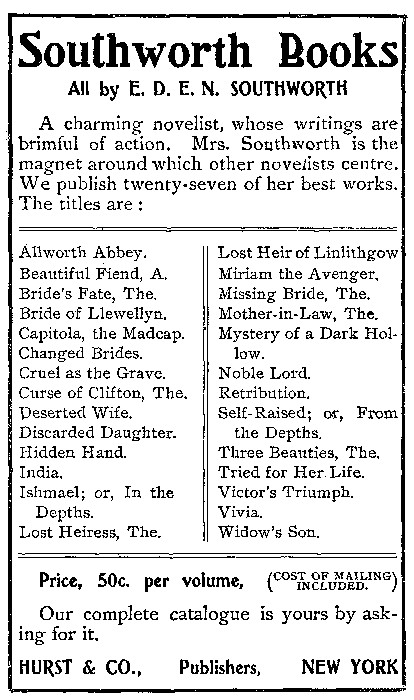 Southworth Books
All by E. D. E. N. SOUTHWORTH
A charming novelist, whose writings are
brimful of action. Mrs. Southworth is the
magnet around which other novelists centre.
We publish twenty-seven of her best works.
The titles are :
Allworth Abbey.
Beautiful Fiend, A.
Bride's Fate, The.
Bride of Llewellyn.
Capitola, the Madcap.
Changed Brides.
Cruel as the Grave.
Curse of Clifton, The.
Deserted Wife.
Discarded Daughter.
Hidden Hand.
India.
Ishmael; or, In the
Depths.
Lost Heiress, The.
Lost Heir of Linlithgow
Miriam the Avenger.
Missing Bride, The.
Mother-in-Law, The.
Mystery of a Dark Hol-
low.
Noble Lord.
Retribution.
Self-Raised; or, From
the Depths.
Three Beauties, The.
Tried for Her Life.
Victor's Triumph.
Vivia.
Widow's Son.
Price, 50c. per volume, (COST OF MAILING
INCLUDED.)
Our complete catalogue is yours by ask-
ing for it.
HURST & CO., Publishers, NEW YORK